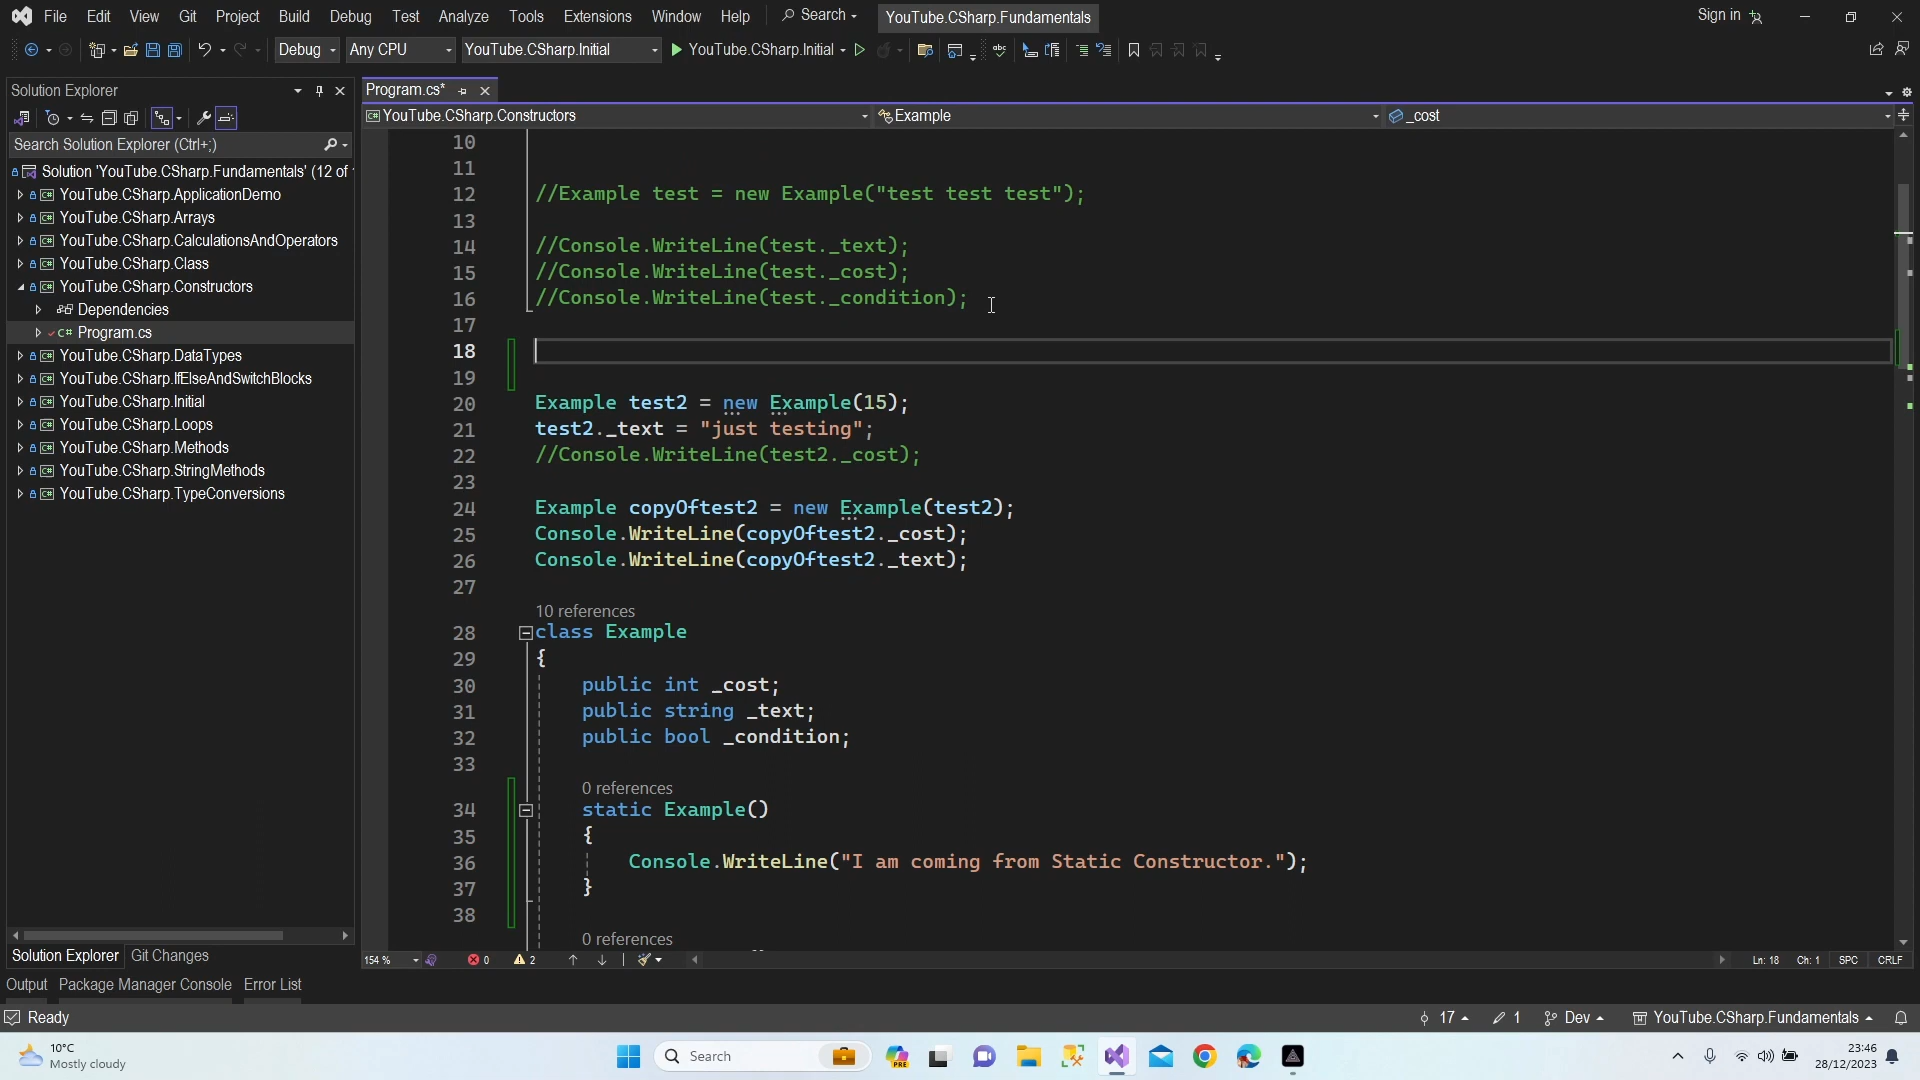 File Edit View Git Project Build Debug Test Analyze Tools Extensions Window Help Search YouTube.CSharp.Fundamentals Sign in
Debug Any CPU YouTube.CSharp.Initial YouTube.CSharp.Initial
Solution Explorer
Program.cs*
YouTube.CSharp.Constructors Example _cost
Search Solution Explorer (Ctrl+;)
Solution 'YouTube.CSharp.Fundamentals' (12 of
YouTube.CSharp.ApplicationDemo
YouTube.CSharp.Arrays
YouTube.CSharp.CalculationsAndOperators
YouTube.CSharp.Class
YouTube.CSharp.Constructors
Dependencies
C# Program.cs
YouTube.CSharp.DataTypes
YouTube.CSharp.IfElseAndSwitchBlocks
YouTube.CSharp.Initial
YouTube.CSharp.Loops
YouTube.CSharp.Methods
YouTube.CSharp.StringMethods
YouTube.CSharp.TypeConversions
Solution Explorer Git Changes
10
11
12 //Example test = new Example("test test test");
13
14 //Console.WriteLine(test._text);
15 //Console.WriteLine(test._cost);
16 //Console.WriteLine(test._condition);
17
18
19
20 Example test2 = new Example(15);
21 test2._text = "just testing";
22 //Console.WriteLine(test2._cost);
23
24 Example copyOftest2 = new Example(test2);
25 Console.WriteLine(copyOftest2._cost);
26 Console.WriteLine(copyOftest2._text);
27
10 references
28 class Example
29 {
30 public int _cost;
31 public string _text;
32 public bool _condition;
33
0 references
34 static Example()
35 {
36 Console.WriteLine("I am coming from Static Constructor.");
37 }
38
0 references
154 % 0 2 Ln: 18 Ch: 1 SPC CRLF
Output Package Manager Console Error List
Ready 17 1 Dev YouTube.CSharp.Fundamentals
10°C
Mostly cloudy
Search
PRE
23:46
28/12/2023